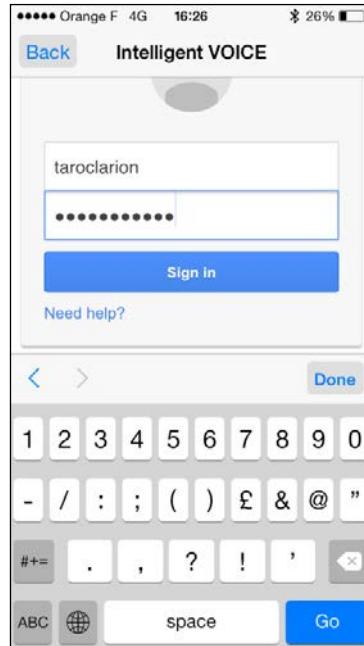 ●●●●● Orange F 4G 16:26 26%
Back Intelligent VOICE
taroclarion
●●●●●●●●●●●
Sign in
Need help?
< > Done
1 2 3 4 5 6 7 8 9 0
- / : ; ( ) £ & @ "
#+= . , ? ! '
ABC space Go